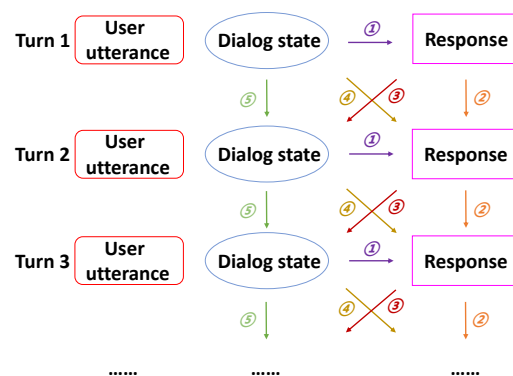 Turn 1
User
utterance
Dialog state
①
Response
⑤
④
③
②
Turn 2
User
utterance
Dialog state
①
Response
⑤
④
③
②
Turn 3
User
utterance
Dialog state
①
Response
⑤
④
③
②
......
......
......